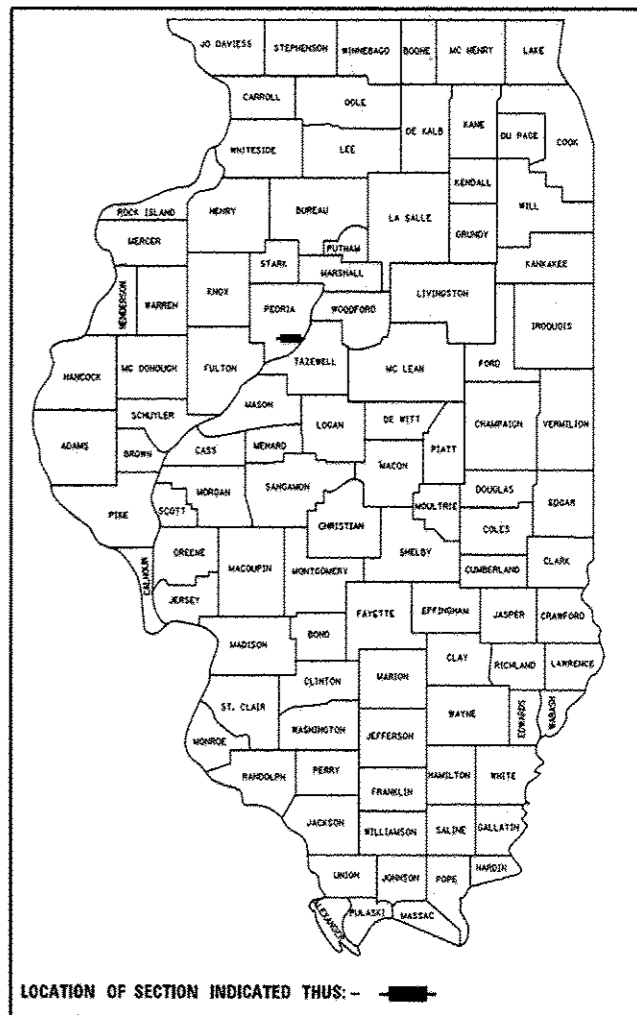 JO DAVIESS STEPHENSON WINNEBAGO BOONE MC HENRY LAKE
CARROLL OGLE
DE KALB KANE DU PAGE COOK
WHITESIDE LEE
KENDALL
ROCK ISLAND HENRY BUREAU LA SALLE WILL
MERCER PUTNAM GRUNDY
STARK MARSHALL KANKAKEE
HENDERSON WARREN KNOX PEORIA WOODFORD LIVINGSTON IROQUOIS
HANCOCK MC DONOUGH FULTON TAZEWELL MC LEAN FORD
MASON
SCHUYLER LOGAN DE WITT CHAMPAIGN VERMILION
ADAMS BROWN CASS MENARD MACON PIATT
PIKE SCOTT MORGAN SANGAMON MOULTRIE DOUGLAS EDGAR
CHRISTIAN COLES
CALHOUN GREENE MACOUPIN MONTGOMERY SHELBY CUMBERLAND CLARK
JERSEY
FAYETTE EFFINGHAM JASPER CRAWFORD
MADISON BOND
CLAY RICHLAND LAWRENCE
CLINTON MARION
ST. CLAIR WAYNE EDWARDS WABASH
WASHINGTON JEFFERSON
MONROE
RANDOLPH PERRY HAMILTON WHITE
FRANKLIN
JACKSON WILLIAMSON SALINE GALLATIN
HARDIN
UNION JOHNSON POPE
ALEXANDER PULASKI MASSAC
LOCATION OF SECTION INDICATED THUS: -